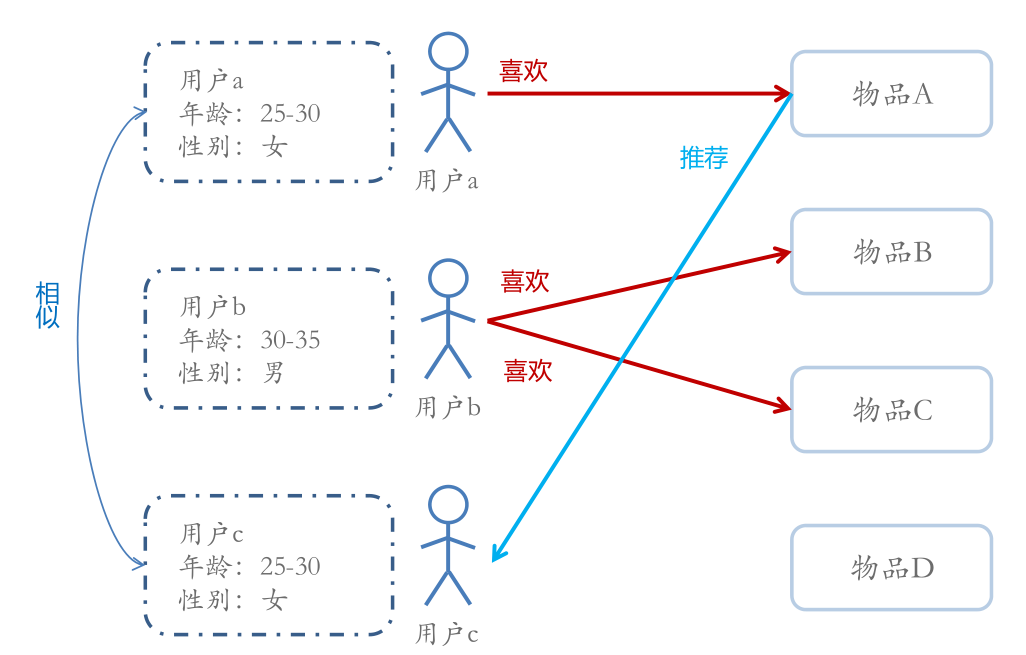 用户a
年龄：25-30
性别：女
用户a
喜欢
物品A
推荐
物品B
相似
用户b
年龄：30-35
性别：男
用户b
喜欢
喜欢
物品C
用户c
年龄：25-30
性别：女
用户c
物品D